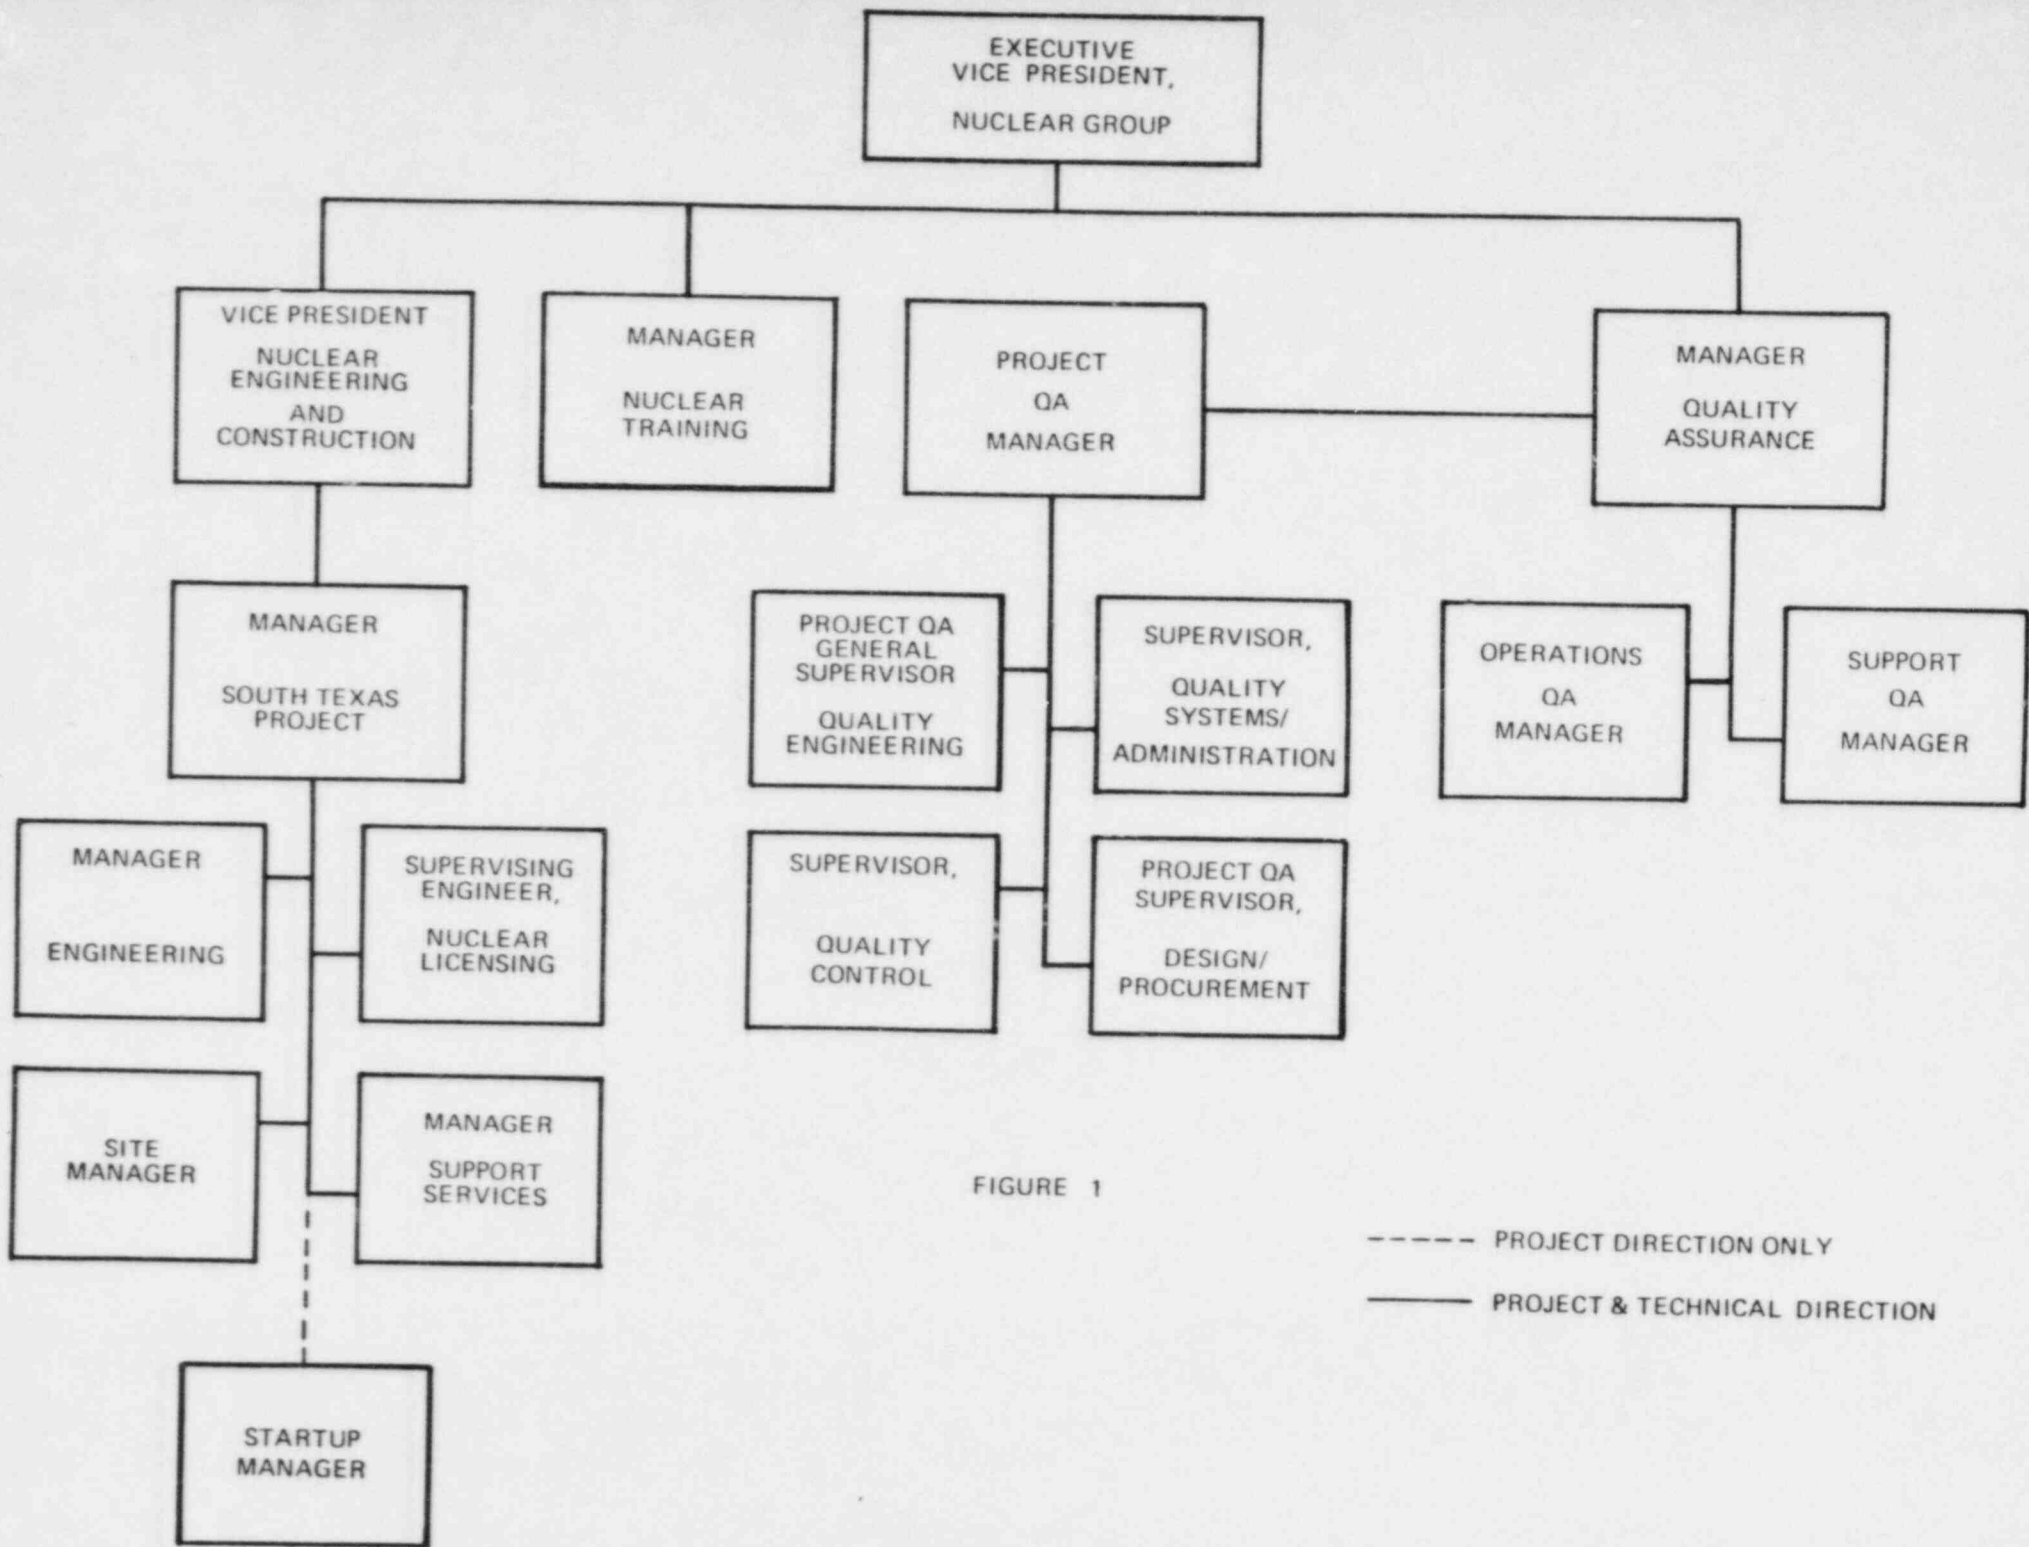 EXECUTIVE
VICE PRESIDENT,
NUCLEAR GROUP
VICE PRESIDENT
NUCLEAR
ENGINEERING
AND
CONSTRUCTION
MANAGER
NUCLEAR
TRAINING
PROJECT
QA
MANAGER
MANAGER
QUALITY
ASSURANCE
MANAGER
SOUTH TEXAS
PROJECT
PROJECT QA
GENERAL
SUPERVISOR
QUALITY
ENGINEERING
SUPERVISOR,
QUALITY
SYSTEMS/
ADMINISTRATION
OPERATIONS
QA
MANAGER
SUPPORT
QA
MANAGER
MANAGER
ENGINEERING
SUPERVISING
ENGINEER,
NUCLEAR
LICENSING
SUPERVISOR,
QUALITY
CONTROL
PROJECT QA
SUPERVISOR,
DESIGN/
PROCUREMENT
SITE
MANAGER
MANAGER
SUPPORT
SERVICES
FIGURE 1
PROJECT DIRECTION ONLY
PROJECT & TECHNICAL DIRECTION
STARTUP
MANAGER